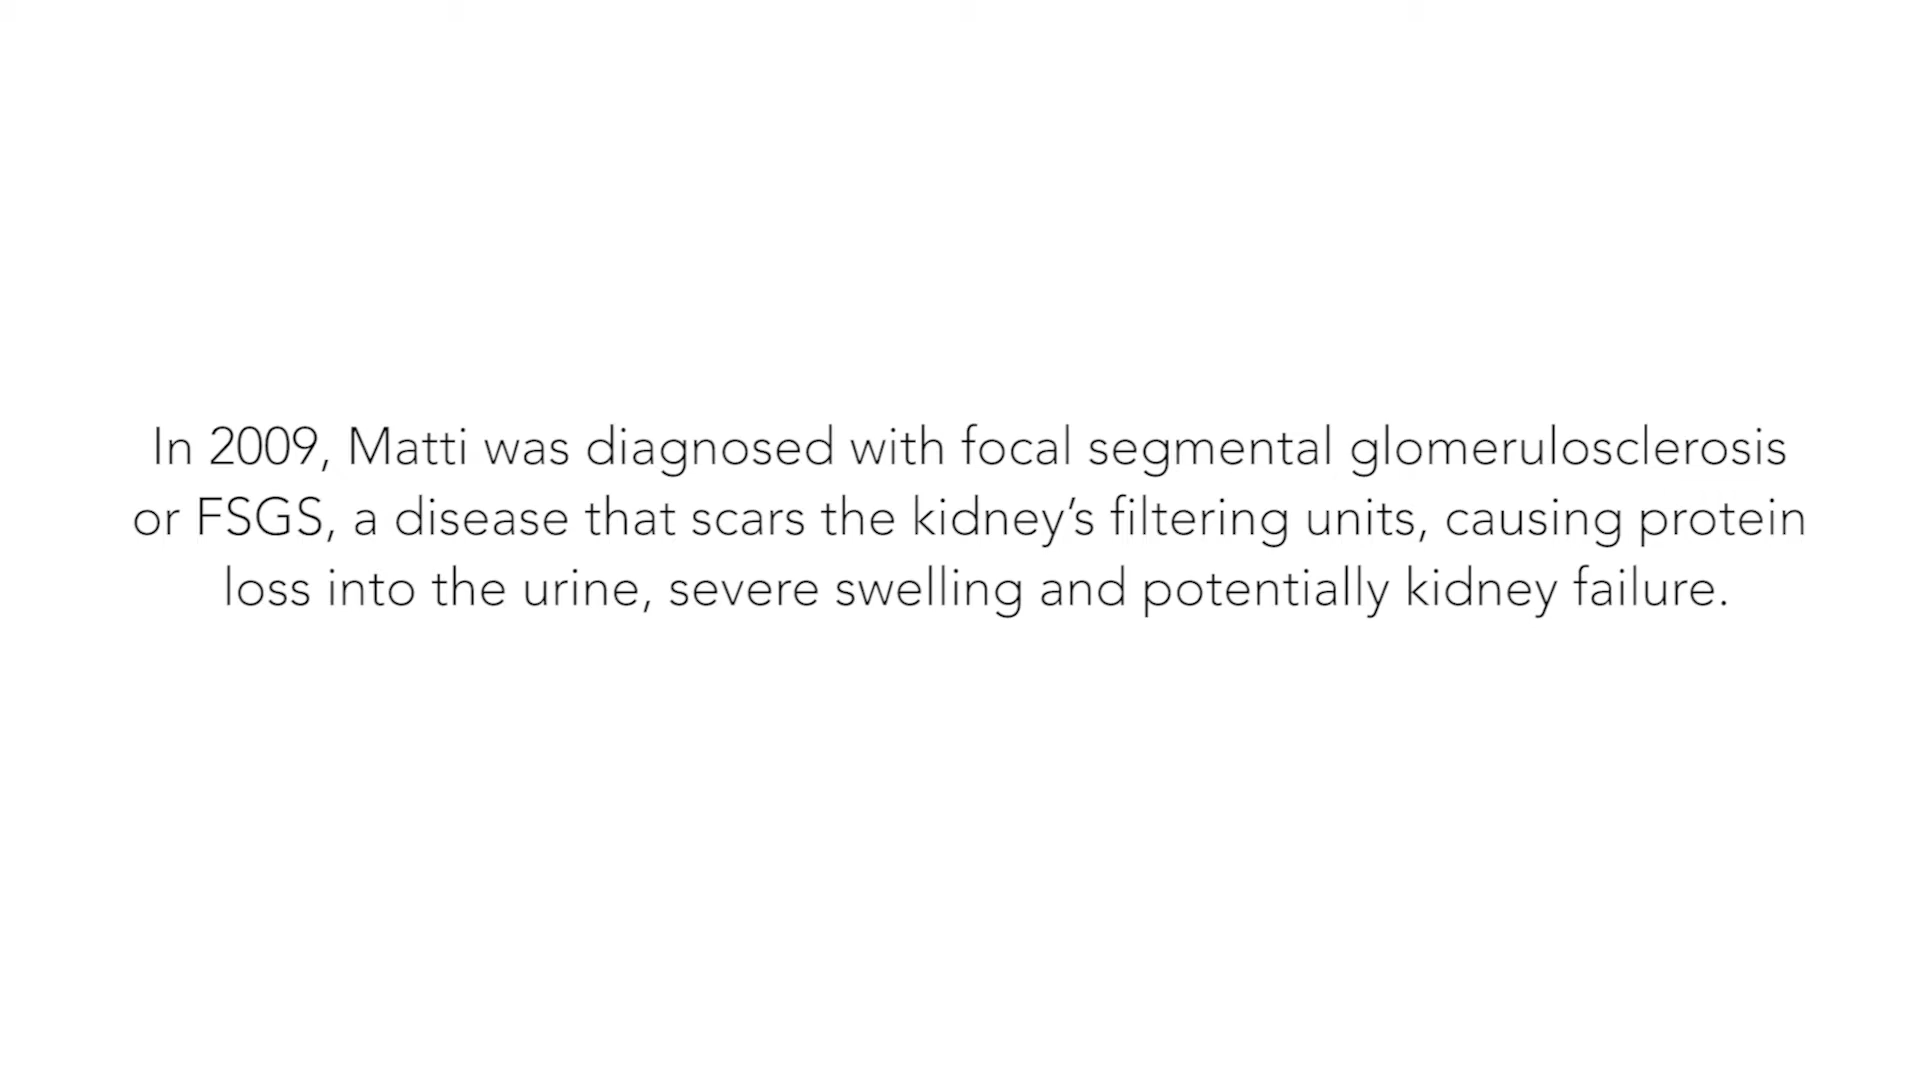 In 2009, Matti was diagnosed with focal segmental glomerulosclerosis
or FSGS, a disease that scars the kidney’s filtering units, causing protein
loss into the urine, severe swelling and potentially kidney failure.